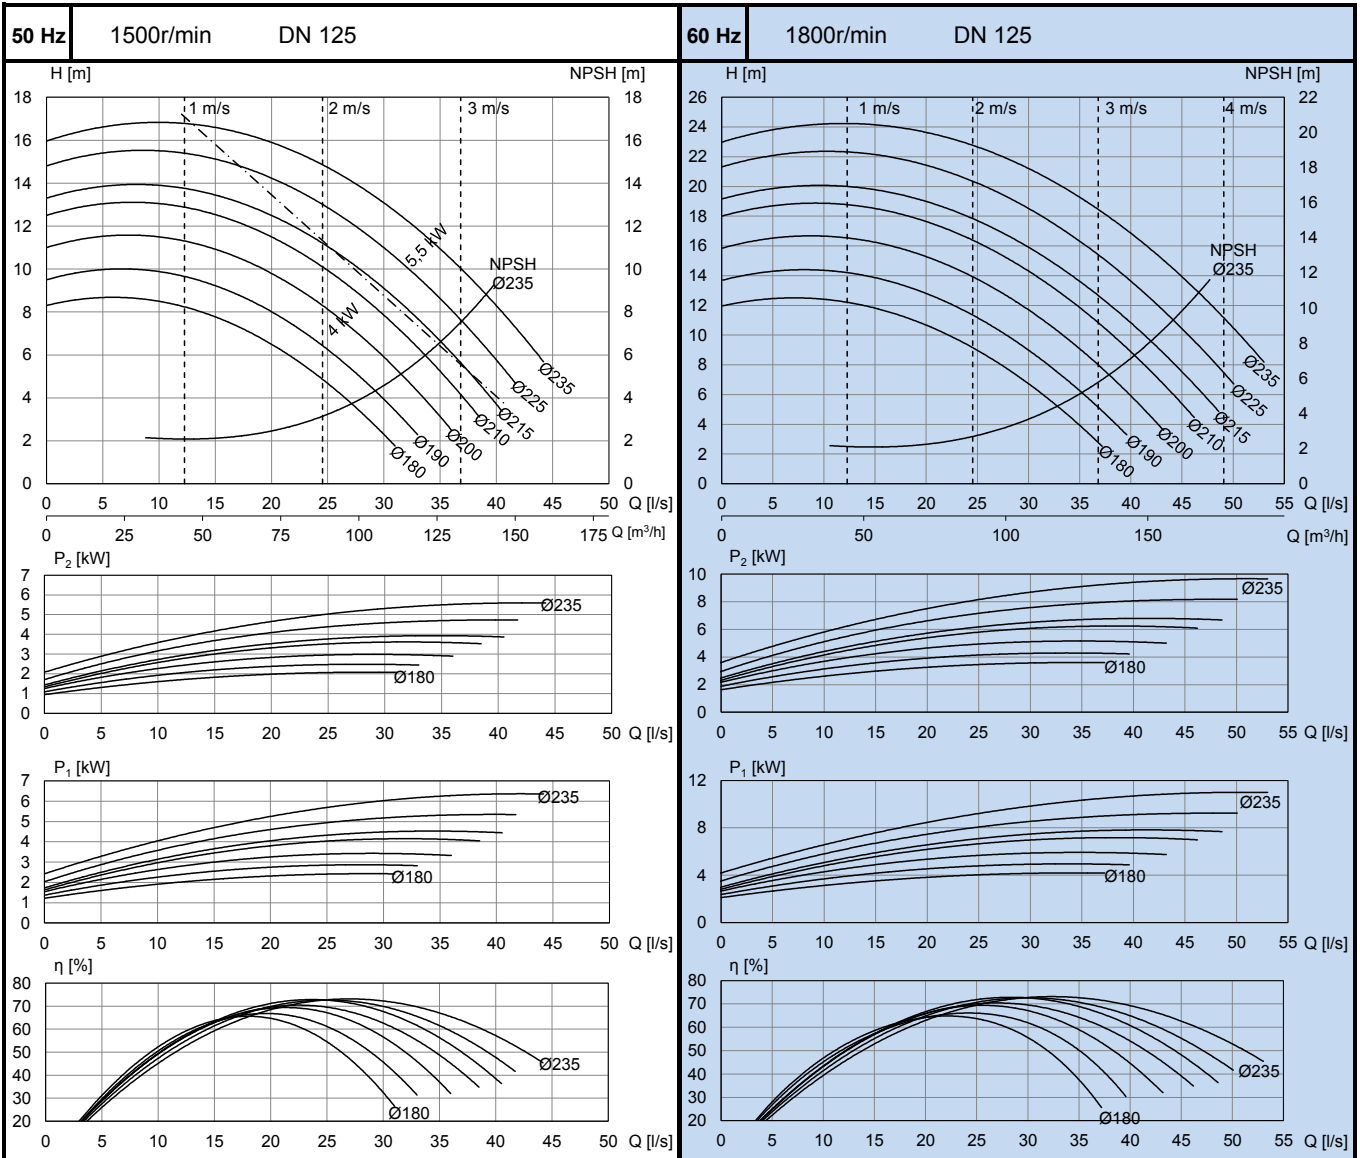 50 Hz 1500r/min DN 125
H [m] NPSH [m]
18 1 m/s 2 m/s 3 m/s 18
16 16
14 14
12 12
5,5 kW
10 NPSH 10
Ø235
8 4 kW 8
6 6
Ø235
4 Ø225 4
Ø215
Ø210
2 Ø200 2
Ø190
Ø180
0 0
0 5 10 15 20 25 30 35 40 45 50 Q [l/s]
0 25 50 75 100 125 150 175 Q [m³/h]
P₂ [kW]
7
6
5 Ø235
4
3
2 Ø180
1
0
0 5 10 15 20 25 30 35 40 45 50 Q [l/s]
P₁ [kW]
7
6 Ø235
5
4
3
2 Ø180
1
0
0 5 10 15 20 25 30 35 40 45 50 Q [l/s]
η [%]
80
70
60
50
40 Ø235
30
20 Ø180
0 5 10 15 20 25 30 35 40 45 50 Q [l/s]
60 Hz 1800r/min DN 125
H [m] NPSH [m]
26 1 m/s 2 m/s 3 m/s 4 m/s 22
24 20
22 18
20
18 16
16 NPSH 14
14 Ø235 12
12 10
10
8 8
Ø235
6 Ø225 6
4 Ø215 4
Ø210
Ø200
2 Ø190 2
Ø180
0 0
0 5 10 15 20 25 30 35 40 45 50 55 Q [l/s]
0 50 100 150 Q [m³/h]
P₂ [kW]
10
Ø235
8
6
4
Ø180
2
0
0 5 10 15 20 25 30 35 40 45 50 55 Q [l/s]
P₁ [kW]
12
Ø235
8
4 Ø180
0
0 5 10 15 20 25 30 35 40 45 50 55 Q [l/s]
η [%]
80
70
60
50
40 Ø235
30
20 Ø180
0 5 10 15 20 25 30 35 40 45 50 55 Q [l/s]